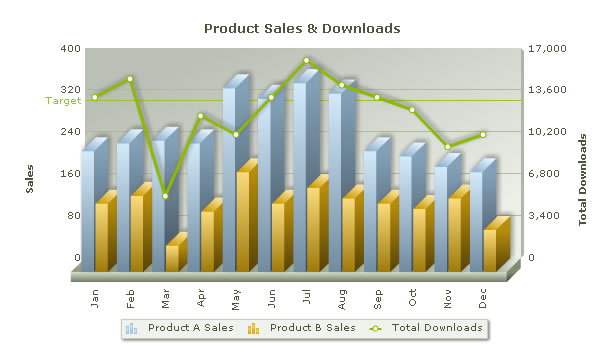 Product Sales & Downloads
400
320
Target
240
160
80
0
Sales
17,000
13,600
10,200
6,800
3,400
0
Total Downloads
Jan
Feb
Mar
Apr
May
Jun
Jul
Aug
Sep
Oct
Nov
Dec
Product A Sales
Product B Sales
Total Downloads